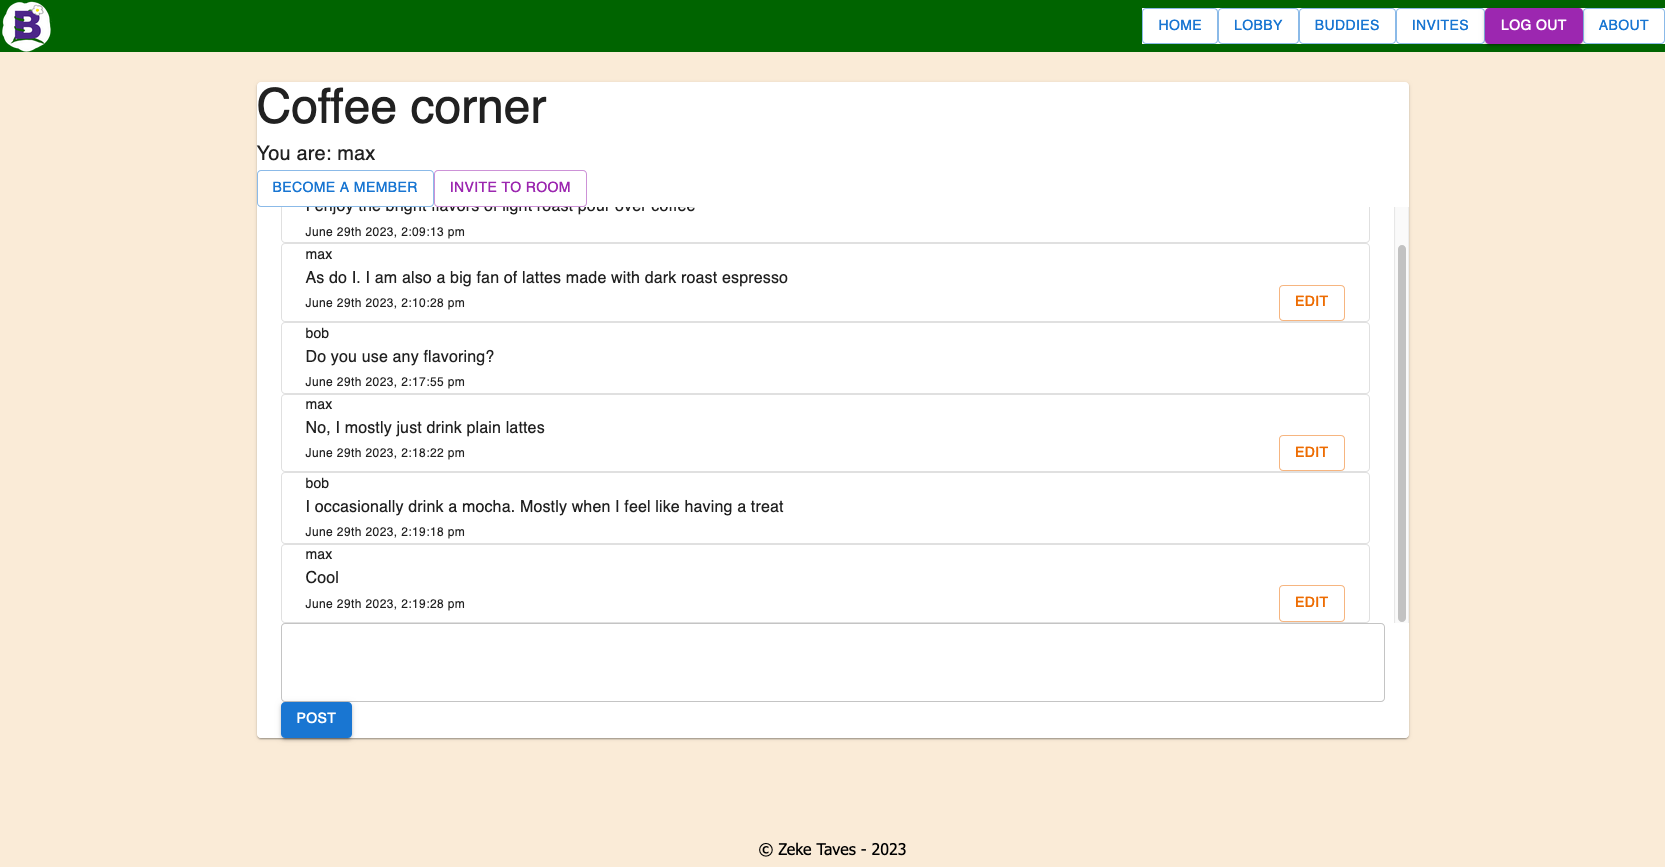 B
HOME LOBBY BUDDIES INVITES LOG OUT ABOUT
Coffee corner
You are: max
BECOME A MEMBER INVITE TO ROOM
I enjoy the bright flavors of light roast pour over coffee
June 29th 2023, 2:09:13 pm
max
As do I. I am also a big fan of lattes made with dark roast espresso
June 29th 2023, 2:10:28 pm
EDIT
bob
Do you use any flavoring?
June 29th 2023, 2:17:55 pm
max
No, I mostly just drink plain lattes
June 29th 2023, 2:18:22 pm
EDIT
bob
I occasionally drink a mocha. Mostly when I feel like having a treat
June 29th 2023, 2:19:18 pm
max
Cool
June 29th 2023, 2:19:28 pm
EDIT
POST
© Zeke Taves - 2023